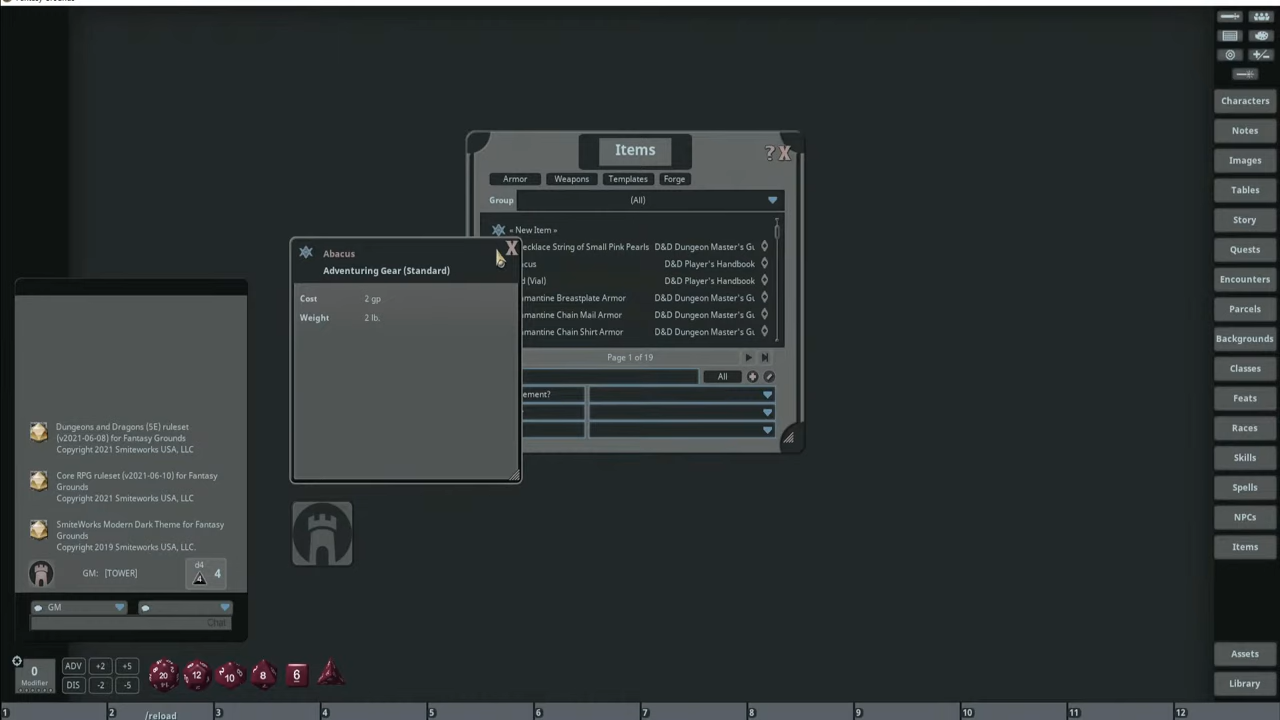 Items
? X
Armor Weapons Templates Forge
Group (All)
« New Item »
ecklace String of Small Pink Pearls D&D Dungeon Master's Gu
acus D&D Player's Handbook
d (Vial) D&D Player's Handbook
amantine Breastplate Armor D&D Dungeon Master's Gu
amantine Chain Mail Armor D&D Dungeon Master's Gu
amantine Chain Shirt Armor D&D Dungeon Master's Gu
Page 1 of 19
All
ement?
Abacus
X
Adventuring Gear (Standard)
Cost 2 gp
Weight 2 lb.
Dungeons and Dragons (5E) ruleset
(v2021-06-08) for Fantasy Grounds
Copyright 2021 Smiteworks USA, LLC
Core RPG ruleset (v2021-06-10) for Fantasy
Grounds
Copyright 2021 Smiteworks USA, LLC
SmiteWorks Modern Dark Theme for Fantasy
Grounds
Copyright 2019 Smiteworks USA, LLC.
GM: [TOWER]
d4
4
4
GM
Chat
0
Modifier
ADV +2 +5
DIS -2 -5
20 12 10 8 6
1 2 3 4 5 6 7 8 9 10 11 12
/reload
+/-
Characters
Notes
Images
Tables
Story
Quests
Encounters
Parcels
Backgrounds
Classes
Feats
Races
Skills
Spells
NPCs
Items
Assets
Library